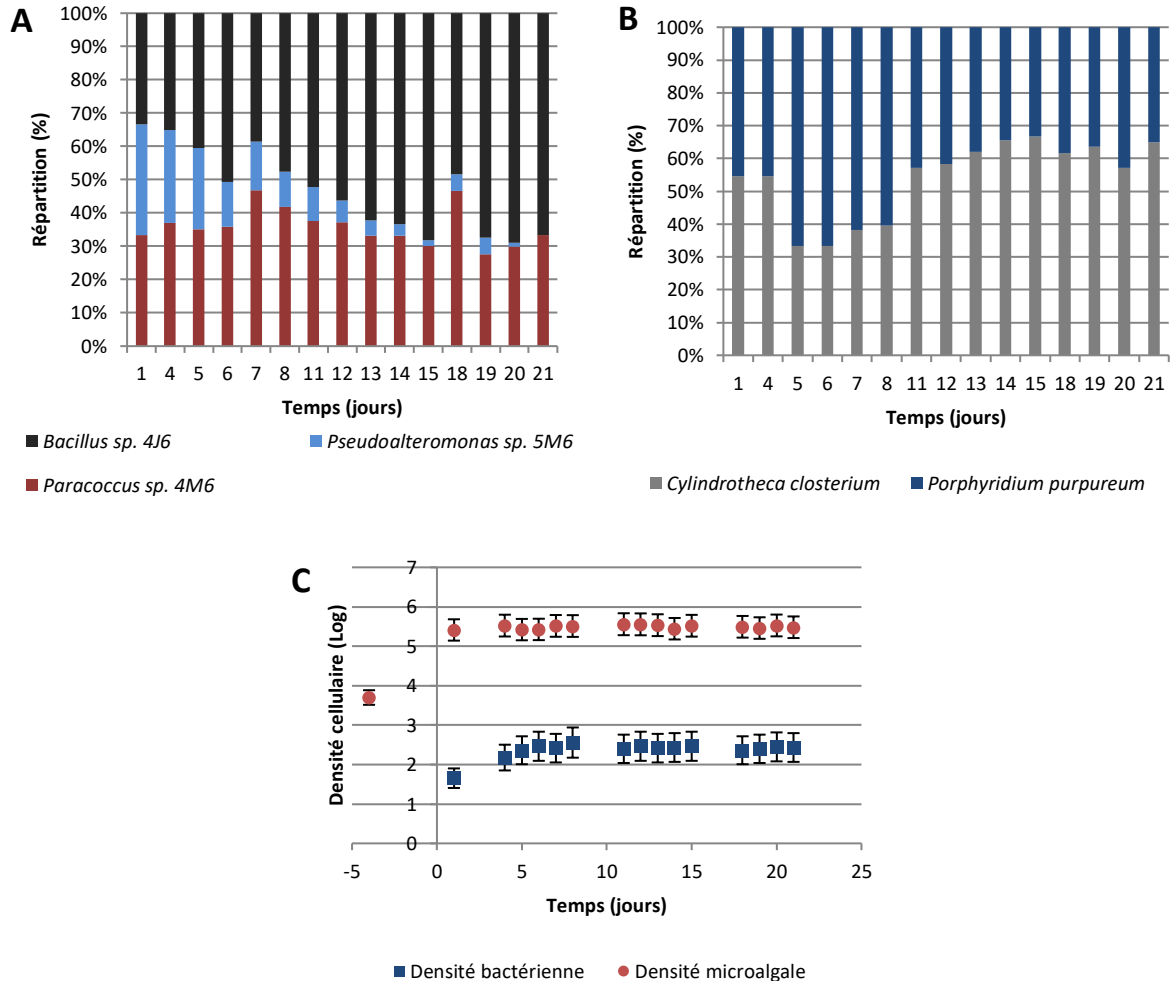 A
100%
90%
80%
70%
60%
50%
40%
30%
20%
10%
0%
Répartition (%)
1 4 5 6 7 8 11 12 13 14 15 18 19 20 21
Temps (jours)
Bacillus sp. 4J6
Pseudoalteromonas sp. 5M6
Paracoccus sp. 4M6
B
100%
90%
80%
70%
60%
50%
40%
30%
20%
10%
0%
Répartition (%)
1 4 5 6 7 8 11 12 13 14 15 18 19 20 21
Temps (jours)
Cylindrotheca closterium
Porphyridium purpureum
C
7
6
5
4
3
2
1
0
Densité cellulaire (Log)
-5 0 5 10 15 20 25
Temps (jours)
Densité bactérienne
Densité microalgale